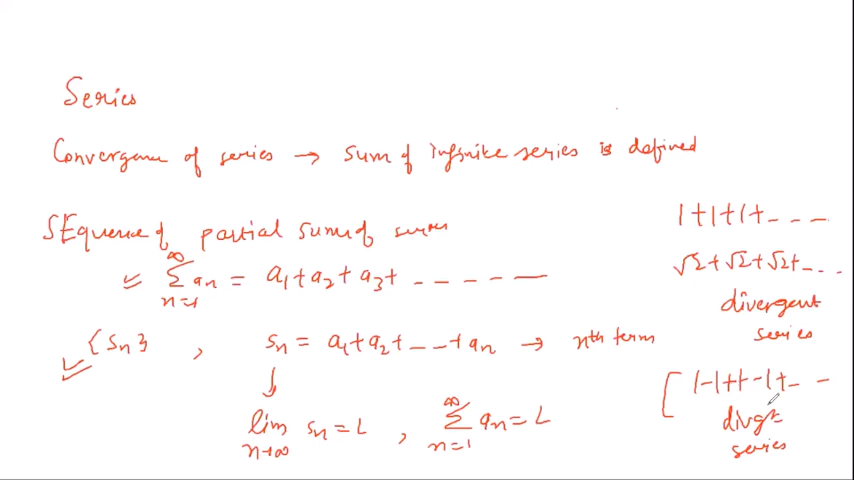 Series
Convergence of series → sum of infinite series is defined
SEquence of partial sum of series
∑_{n=1}^{∞} an = a1+a2+a3+ ------
{Sn} , Sn = a1+a2+ ---+an → nth term
lim_{n→∞} Sn = L , ∑_{n=1}^{∞} an = L
1+1+1+ - - -
√2+√2+√2+ - - -
divergent
series
[ 1-1+1-1+ - -
divgt
series